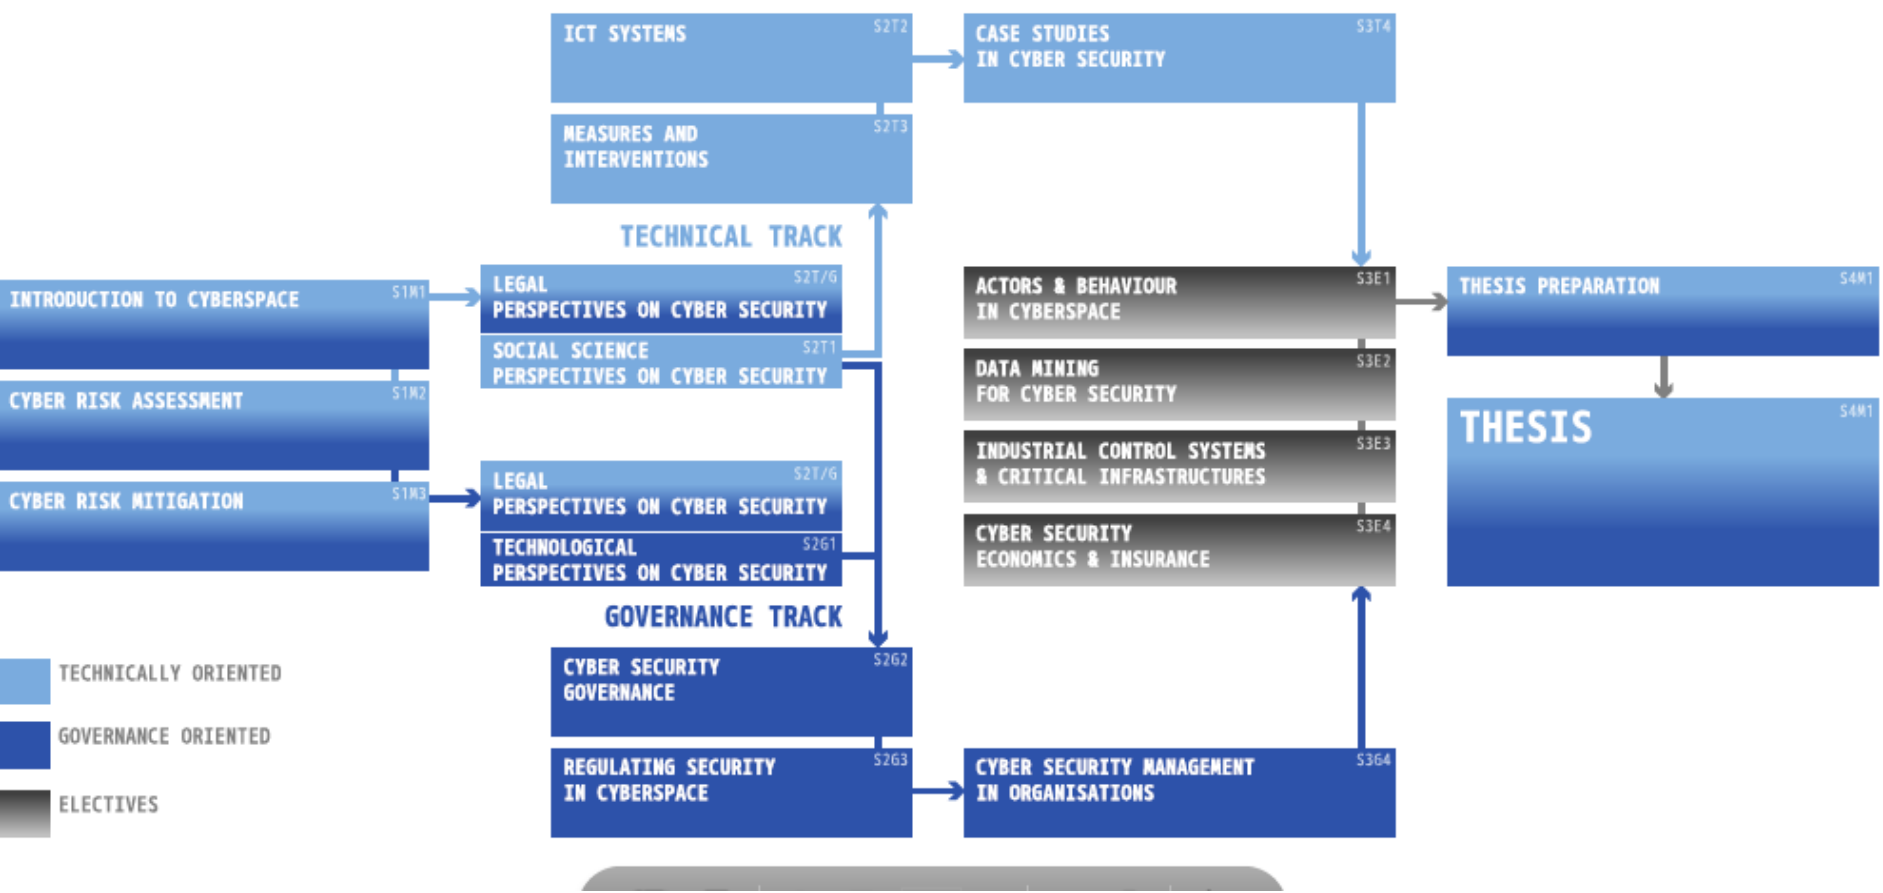 ICT SYSTEMS
S2T2
CASE STUDIES
IN CYBER SECURITY
S3T4
MEASURES AND
INTERVENTIONS
S2T3
TECHNICAL TRACK
INTRODUCTION TO CYBERSPACE
S1M1
CYBER RISK ASSESSMENT
S1M2
CYBER RISK MITIGATION
S1M3
LEGAL
PERSPECTIVES ON CYBER SECURITY
S2T/G
SOCIAL SCIENCE
PERSPECTIVES ON CYBER SECURITY
S2T1
LEGAL
PERSPECTIVES ON CYBER SECURITY
S2T/G
TECHNOLOGICAL
PERSPECTIVES ON CYBER SECURITY
S2G1
GOVERNANCE TRACK
CYBER SECURITY
GOVERNANCE
S2G2
REGULATING SECURITY
IN CYBERSPACE
S2G3
CYBER SECURITY MANAGEMENT
IN ORGANISATIONS
S3G4
ACTORS & BEHAVIOUR
IN CYBERSPACE
S3E1
DATA MINING
FOR CYBER SECURITY
S3E2
INDUSTRIAL CONTROL SYSTEMS
& CRITICAL INFRASTRUCTURES
S3E3
CYBER SECURITY
ECONOMICS & INSURANCE
S3E4
THESIS PREPARATION
S4M1
THESIS
S4M1
TECHNICALLY ORIENTED
GOVERNANCE ORIENTED
ELECTIVES